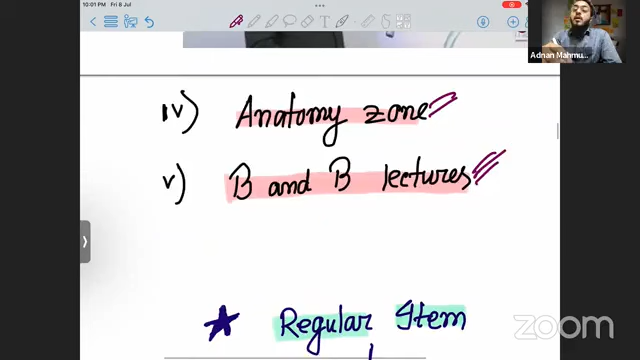 10:01 PM Fri 8 Jul
Adnan Mahmu...
iv) Anatomy zone
v) B and B lectures
Regular Item
zoom